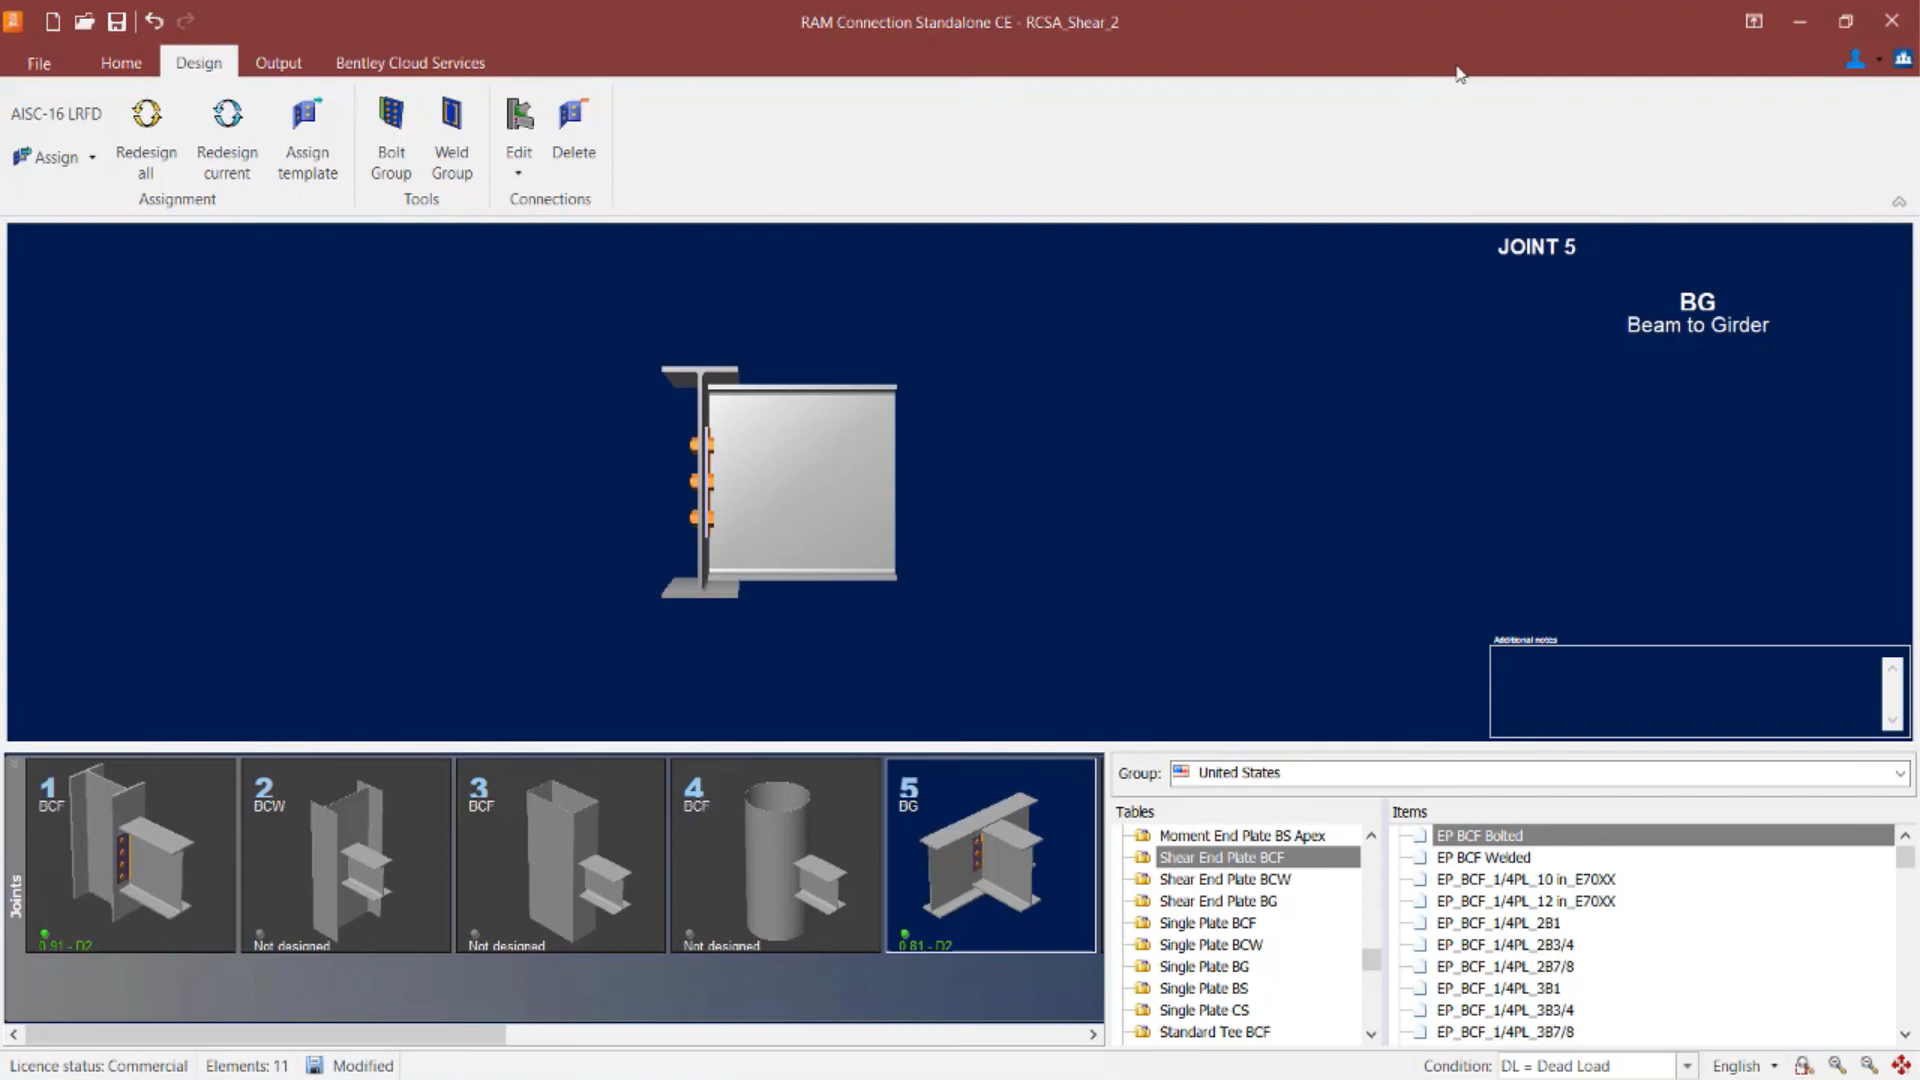 RAM Connection Standalone CE - RCSA_Shear_2
File
Home
Design
Output
Bentley Cloud Services
AISC-16 LRFD
Assign
Redesign all
Redesign current
Assign template
Assignment
Bolt Group
Weld Group
Tools
Edit
Delete
Connections
JOINT 5
BG
Beam to Girder
Additional notes
Joints
1
BCF
0.91 - D2
2
BCW
Not designed
3
BCF
Not designed
4
BCF
Not designed
5
BG
0.81 - D2
Group:
United States
Tables
Moment End Plate BS Apex
Shear End Plate BCF
Shear End Plate BCW
Shear End Plate BG
Single Plate BCF
Single Plate BCW
Single Plate BG
Single Plate BS
Single Plate CS
Standard Tee BCF
Items
EP BCF Bolted
EP BCF Welded
EP_BCF_1/4PL_10 in_E70XX
EP_BCF_1/4PL_12 in_E70XX
EP_BCF_1/4PL_2B1
EP_BCF_1/4PL_2B3/4
EP_BCF_1/4PL_2B7/8
EP_BCF_1/4PL_3B1
EP_BCF_1/4PL_3B3/4
EP_BCF_1/4PL_3B7/8
Licence status: Commercial
Elements: 11
Modified
Condition:
DL = Dead Load
English